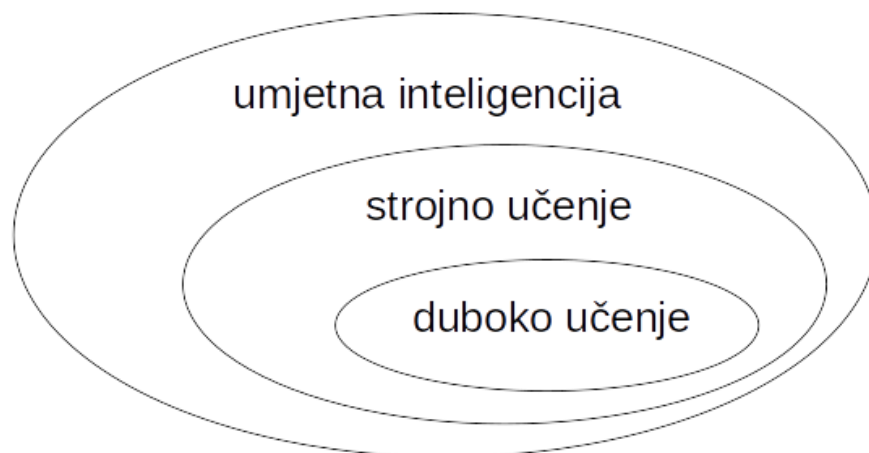 umjetna inteligencija
strojno učenje
duboko učenje